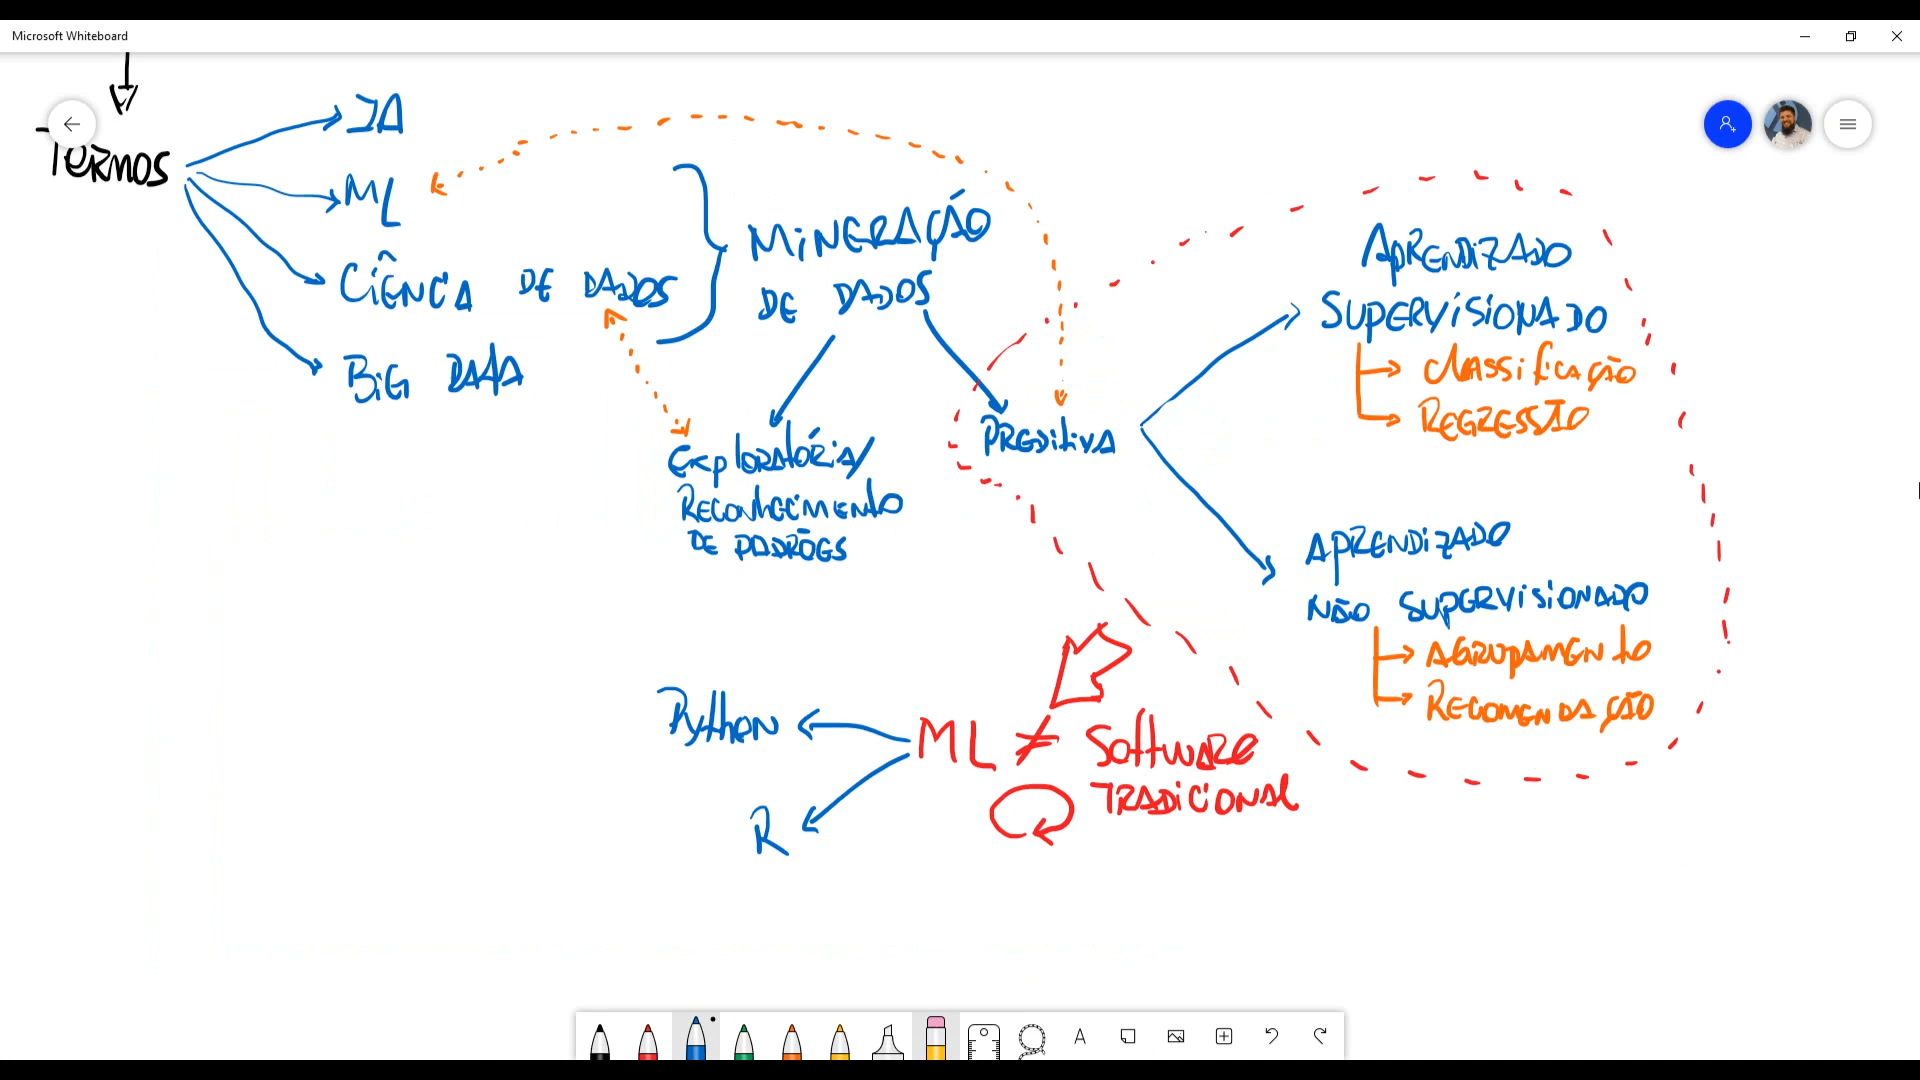 Microsoft Whiteboard
TERMOS
IA
ML
CIÊNCIA DE DADOS
BIG DATA
MINERAÇÃO
DE DADOS
EXPLORATÓRIA/
RECONHECIMENTO
DE PADRÕES
PREDITIVA
APRENDIZADO
SUPERVISIONADO
CLASSIFICAÇÃO
REGRESSÃO
APRENDIZADO
NÃO SUPERVISIONADO
AGRUPAMENTO
RECOMENDAÇÃO
Python
R
ML ≠ SOFTWARE
TRADICIONAL
A